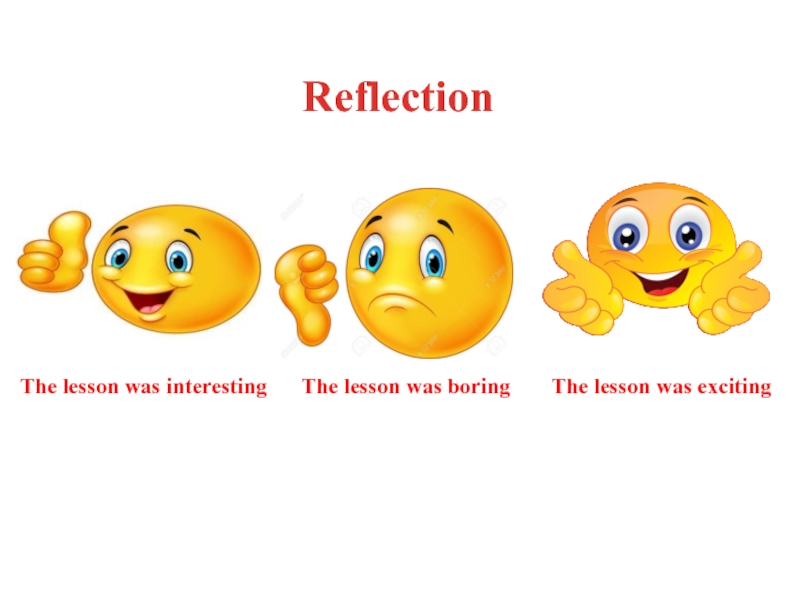 Reflection
The lesson was interesting
The lesson was boring
The lesson was exciting